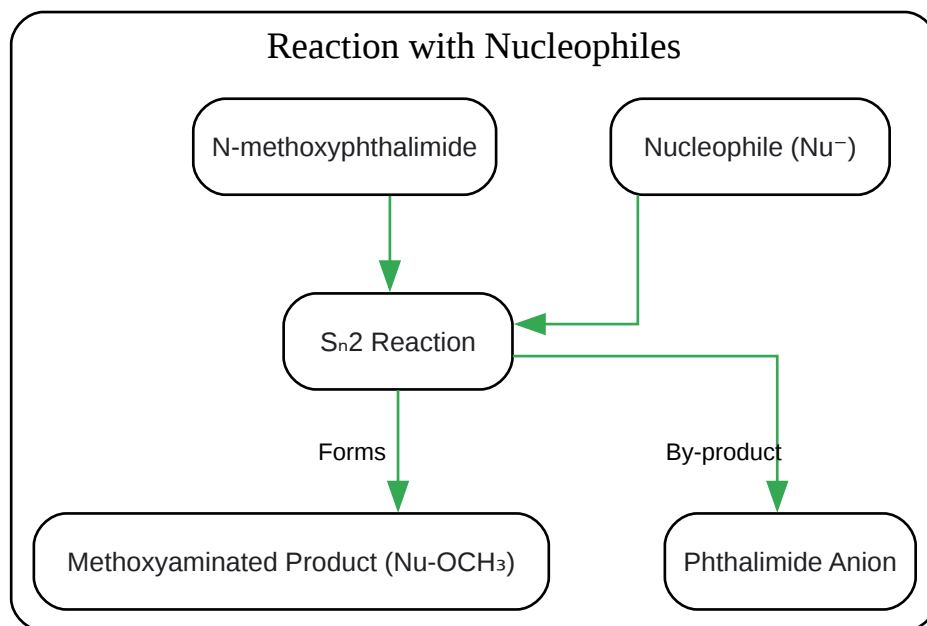 Reaction with Nucleophiles
N-methoxyphthalimide
Nucleophile (Nu⁻)
Sₙ2 Reaction
Forms
By-product
Methoxyaminated Product (Nu-OCH₃)
Phthalimide Anion